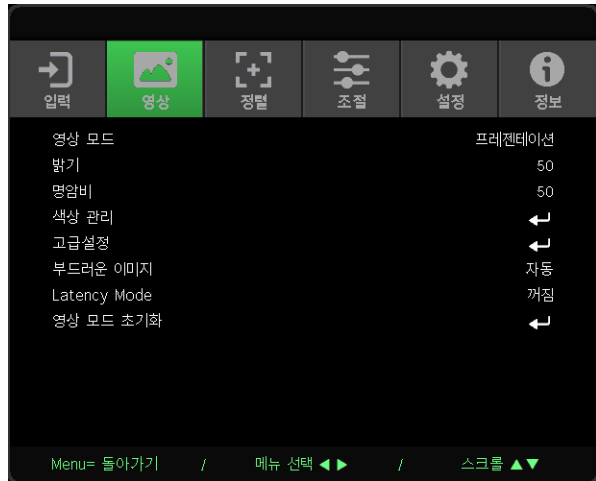 입력 영상 정렬 조절 설정 정보
영상 모드 프레젠테이션
밝기 50
명암비 50
색상 관리
고급설정
부드러운 이미지 자동
Latency Mode 꺼짐
영상 모드 초기화
Menu= 돌아가기 / 메뉴 선택 ◀ ▶ / 스크롤 ▲▼